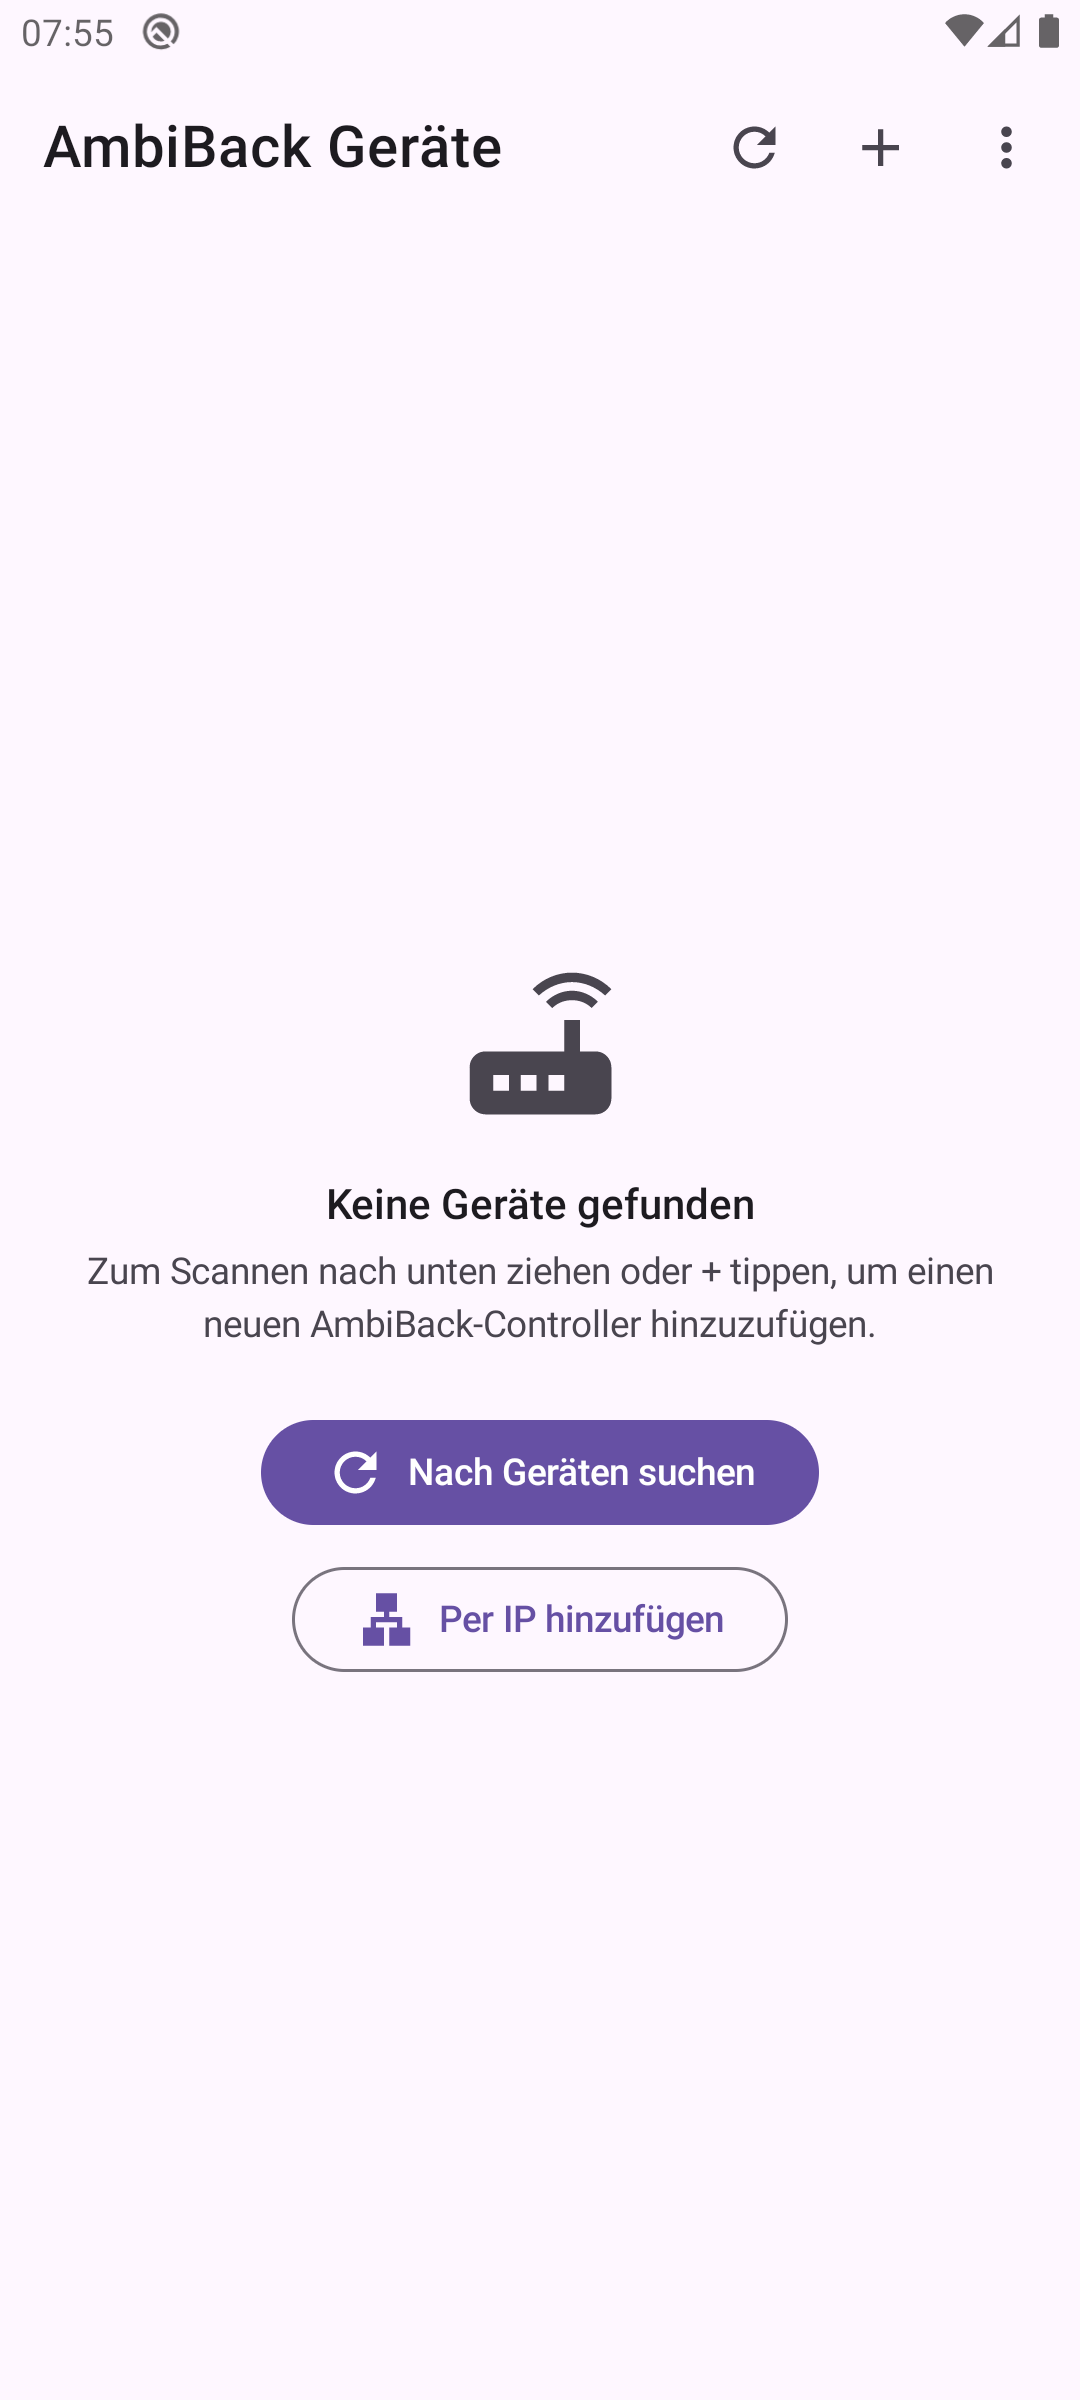 07:55
AmbiBack Geräte
Keine Geräte gefunden
Zum Scannen nach unten ziehen oder + tippen, um einen
neuen AmbiBack-Controller hinzuzufügen.
Nach Geräten suchen
Per IP hinzufügen